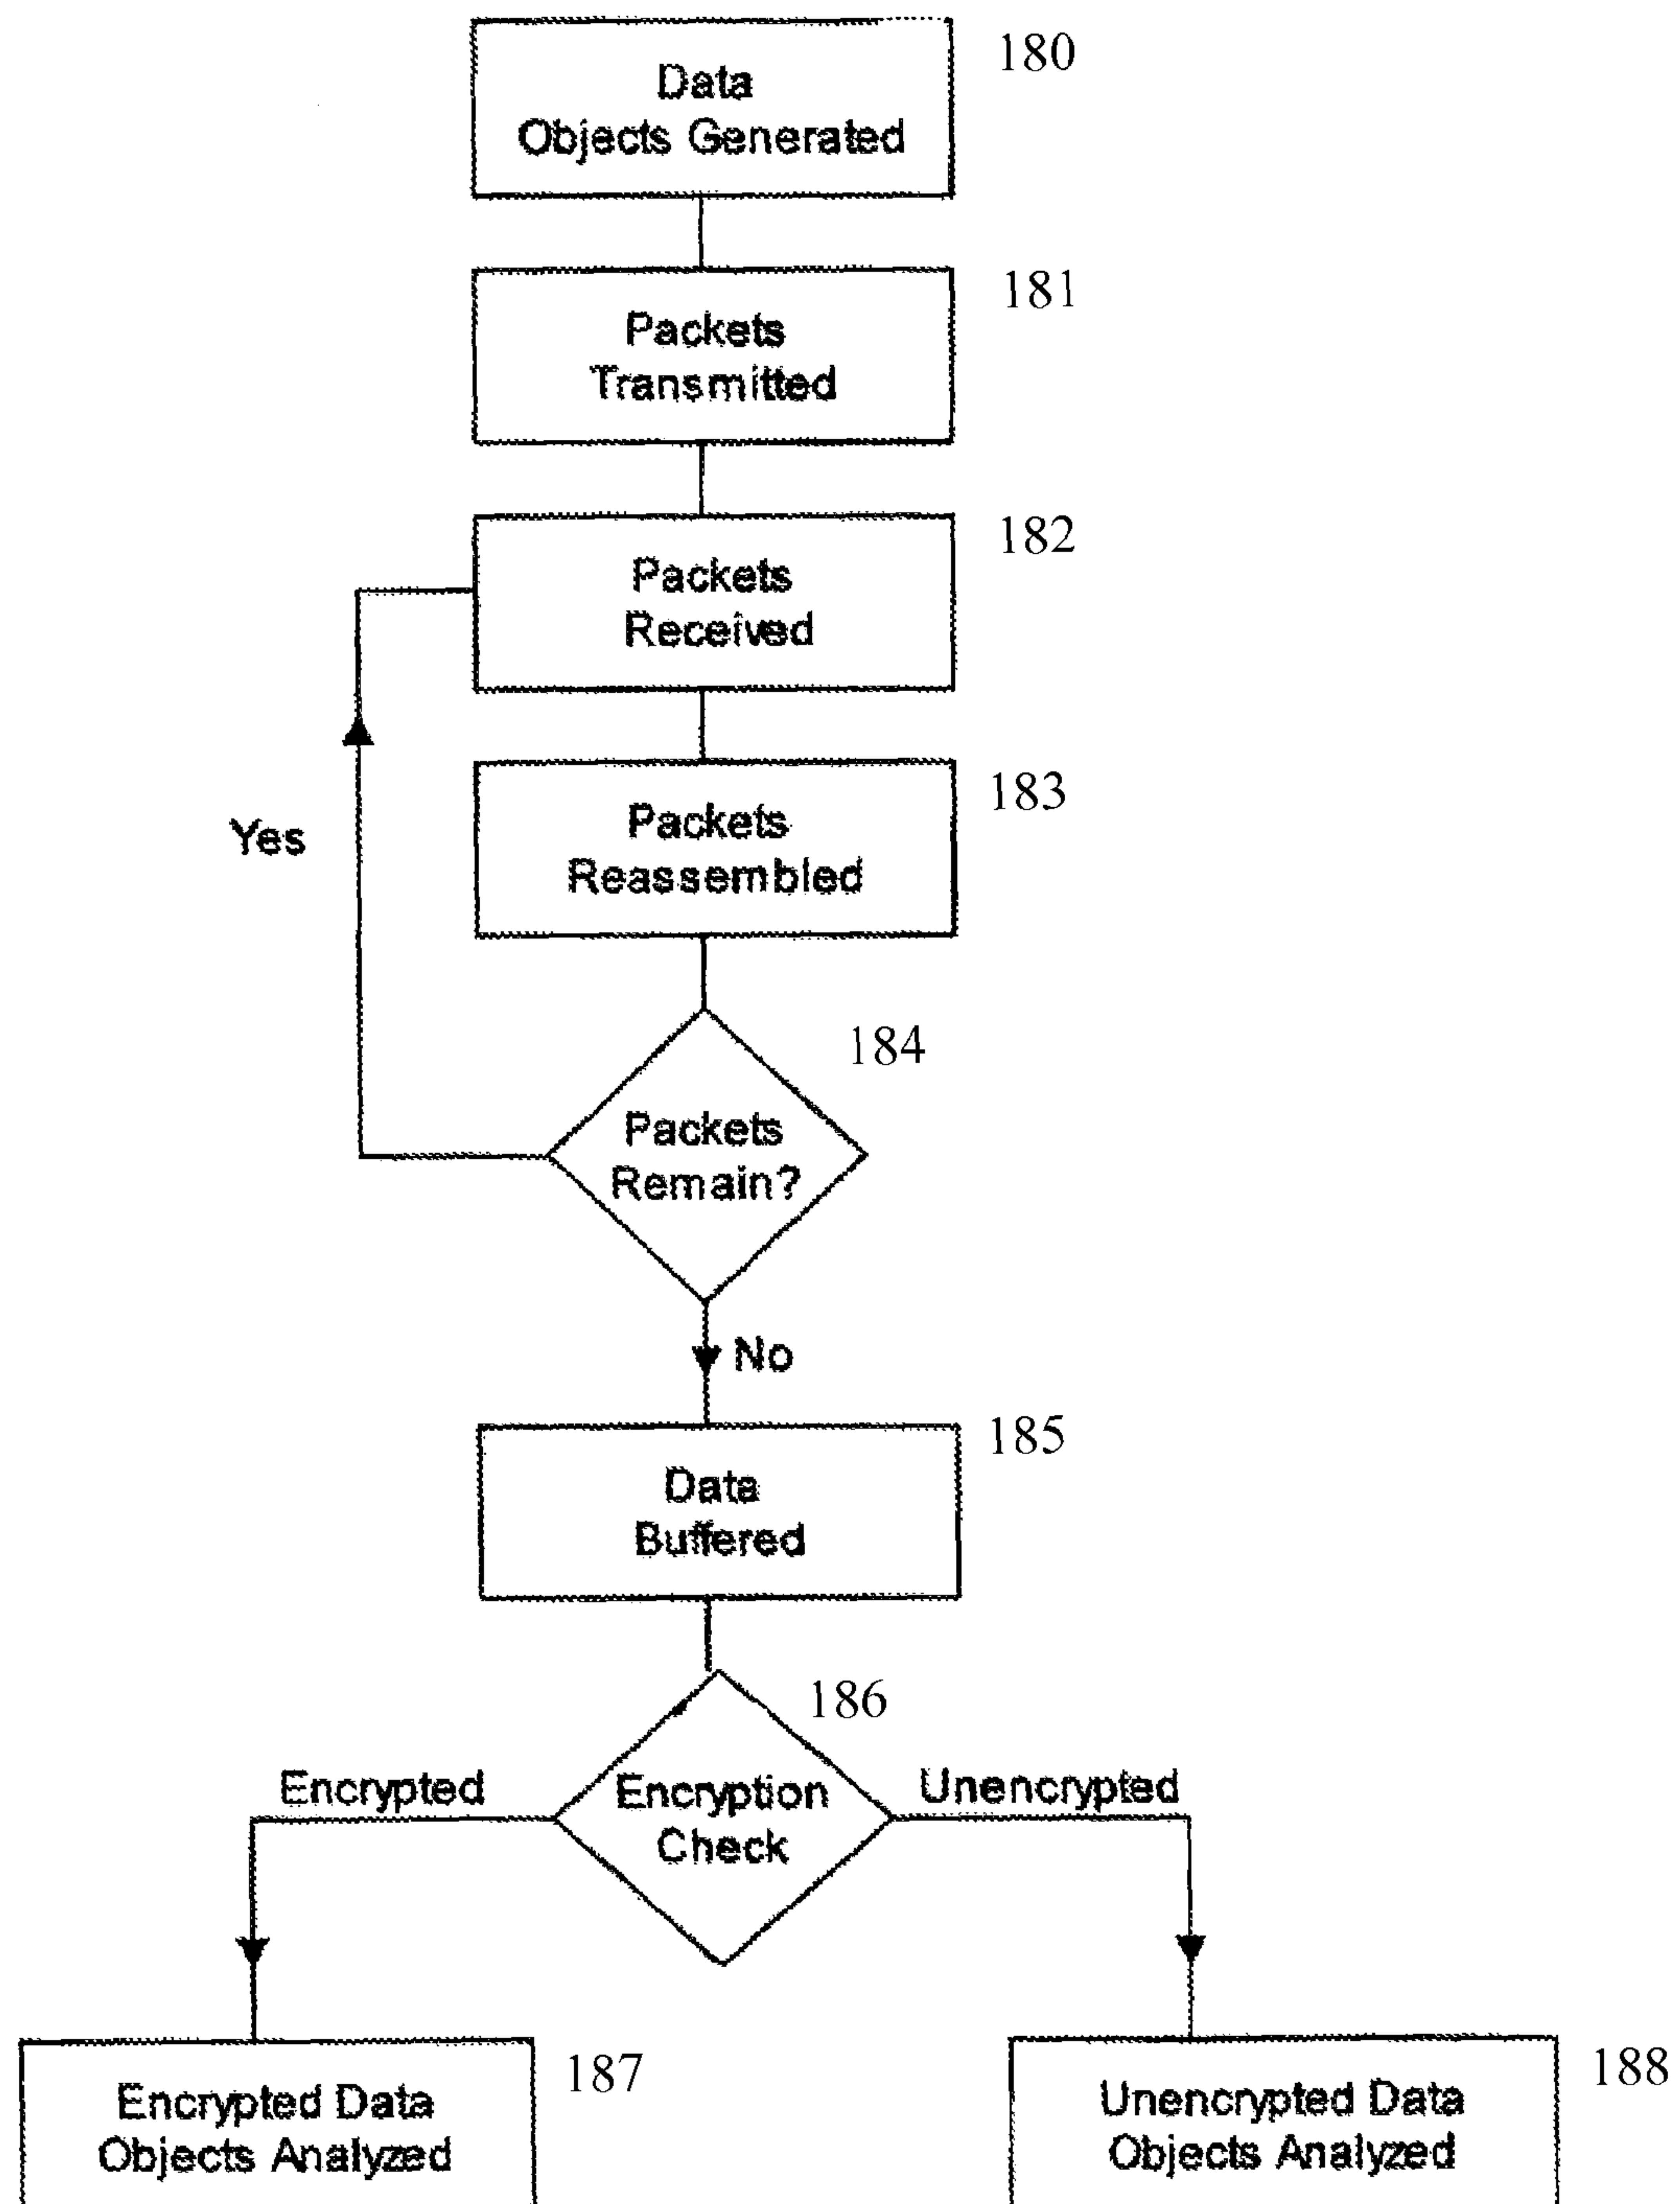 180
Data
Objects Generated
181
Packets
Transmitted
182
Packets
Received
183
Packets
Reassembled
Yes
184
Packets
Remain?
No
185
Data
Buffered
186
Encrypted
Encryption
Check
Unencrypted
187
Encrypted Data
Objects Analyzed
188
Unencrypted Data
Objects Analyzed